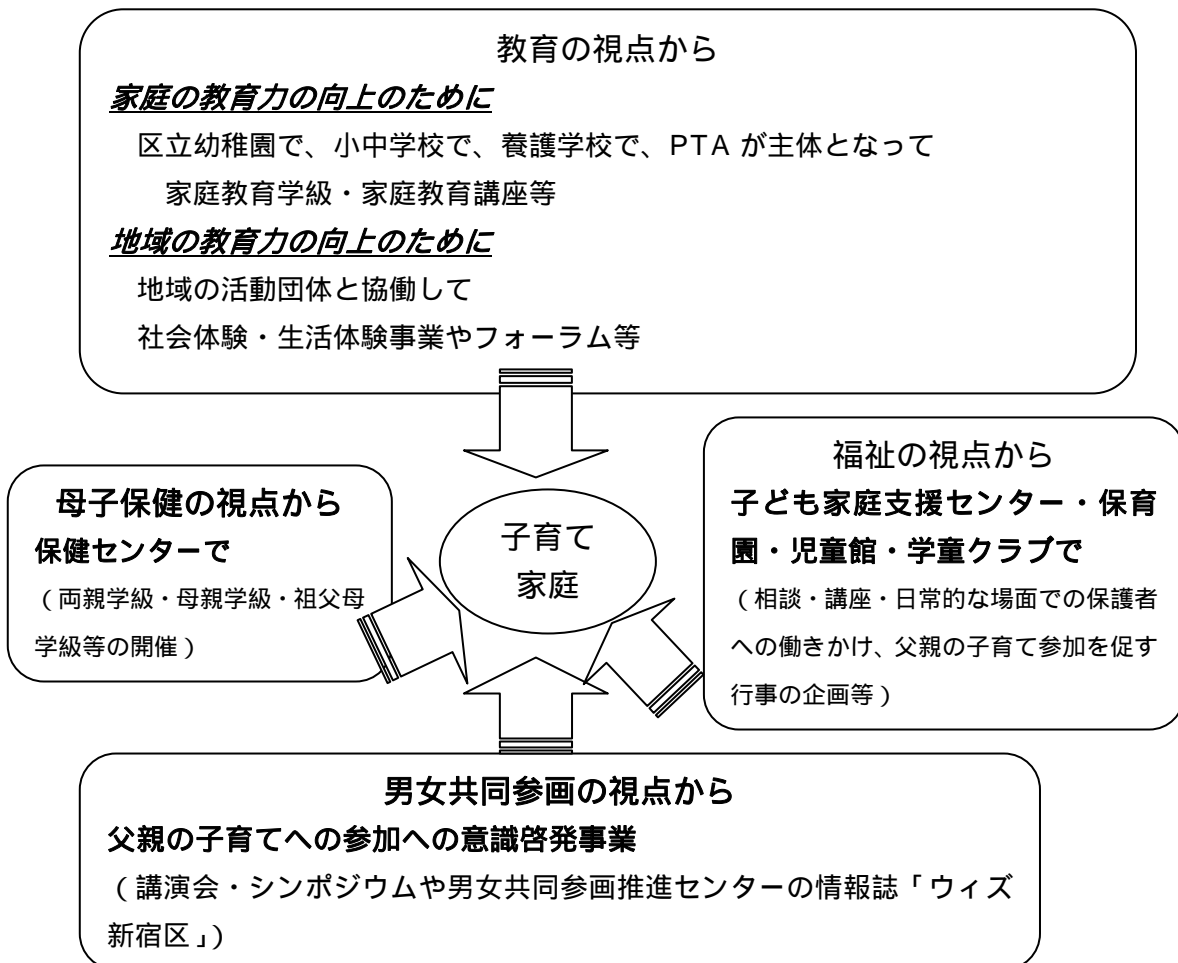 教育の視点から
家庭の教育力の向上のために
区立幼稚園で、小中学校で、養護学校で、PTA が主体となって
家庭教育学級・家庭教育講座等
地域の教育力の向上のために
地域の活動団体と協働して
社会体験・生活体験事業やフォーラム等
母子保健の視点から
保健センターで
（両親学級・母親学級・祖父母
学級等の開催）
子育て
家庭
福祉の視点から
子ども家庭支援センター・保育
園・児童館・学童クラブで
（相談・講座・日常的な場面での保護者
への働きかけ、父親の子育て参加を促す
行事の企画等）
男女共同参画の視点から
父親の子育てへの参加への意識啓発事業
（講演会・シンポジウムや男女共同参画推進センターの情報誌「ウィズ
新宿区」）